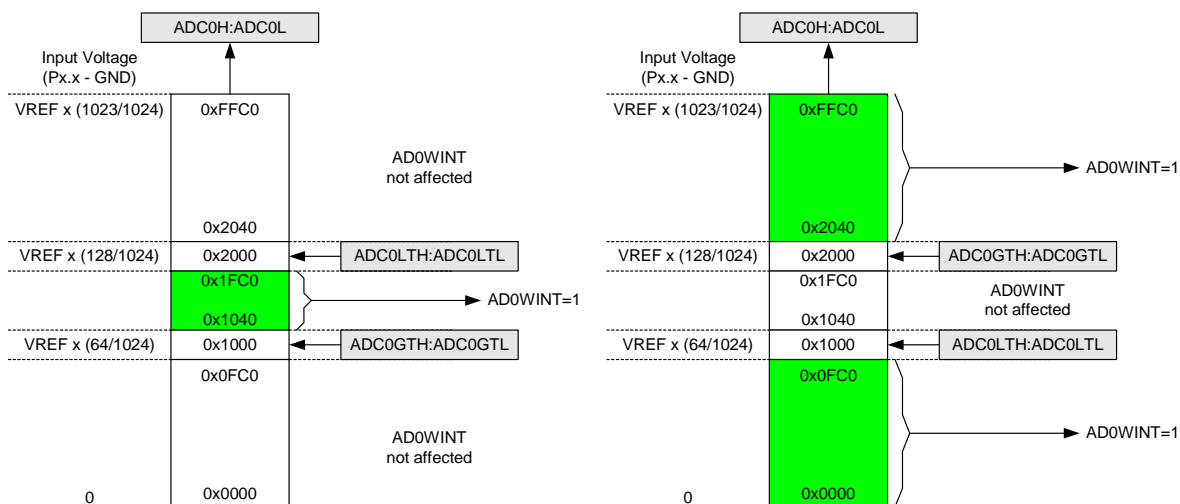 ADC0H:ADC0L
Input Voltage
(Px.x - GND)
VREF x (1023/1024)
0xFFC0
AD0WINT
not affected
0x2040
VREF x (128/1024)
0x2000
ADC0LTH:ADC0LTL
0x1FC0
AD0WINT=1
0x1040
VREF x (64/1024)
0x1000
ADC0GTH:ADC0GTL
0x0FC0
AD0WINT
not affected
0
0x0000
ADC0H:ADC0L
Input Voltage
(Px.x - GND)
VREF x (1023/1024)
0xFFC0
AD0WINT=1
0x2040
VREF x (128/1024)
0x2000
ADC0GTH:ADC0GTL
0x1FC0
AD0WINT
not affected
0x1040
VREF x (64/1024)
0x1000
ADC0LTH:ADC0LTL
0x0FC0
AD0WINT=1
0
0x0000